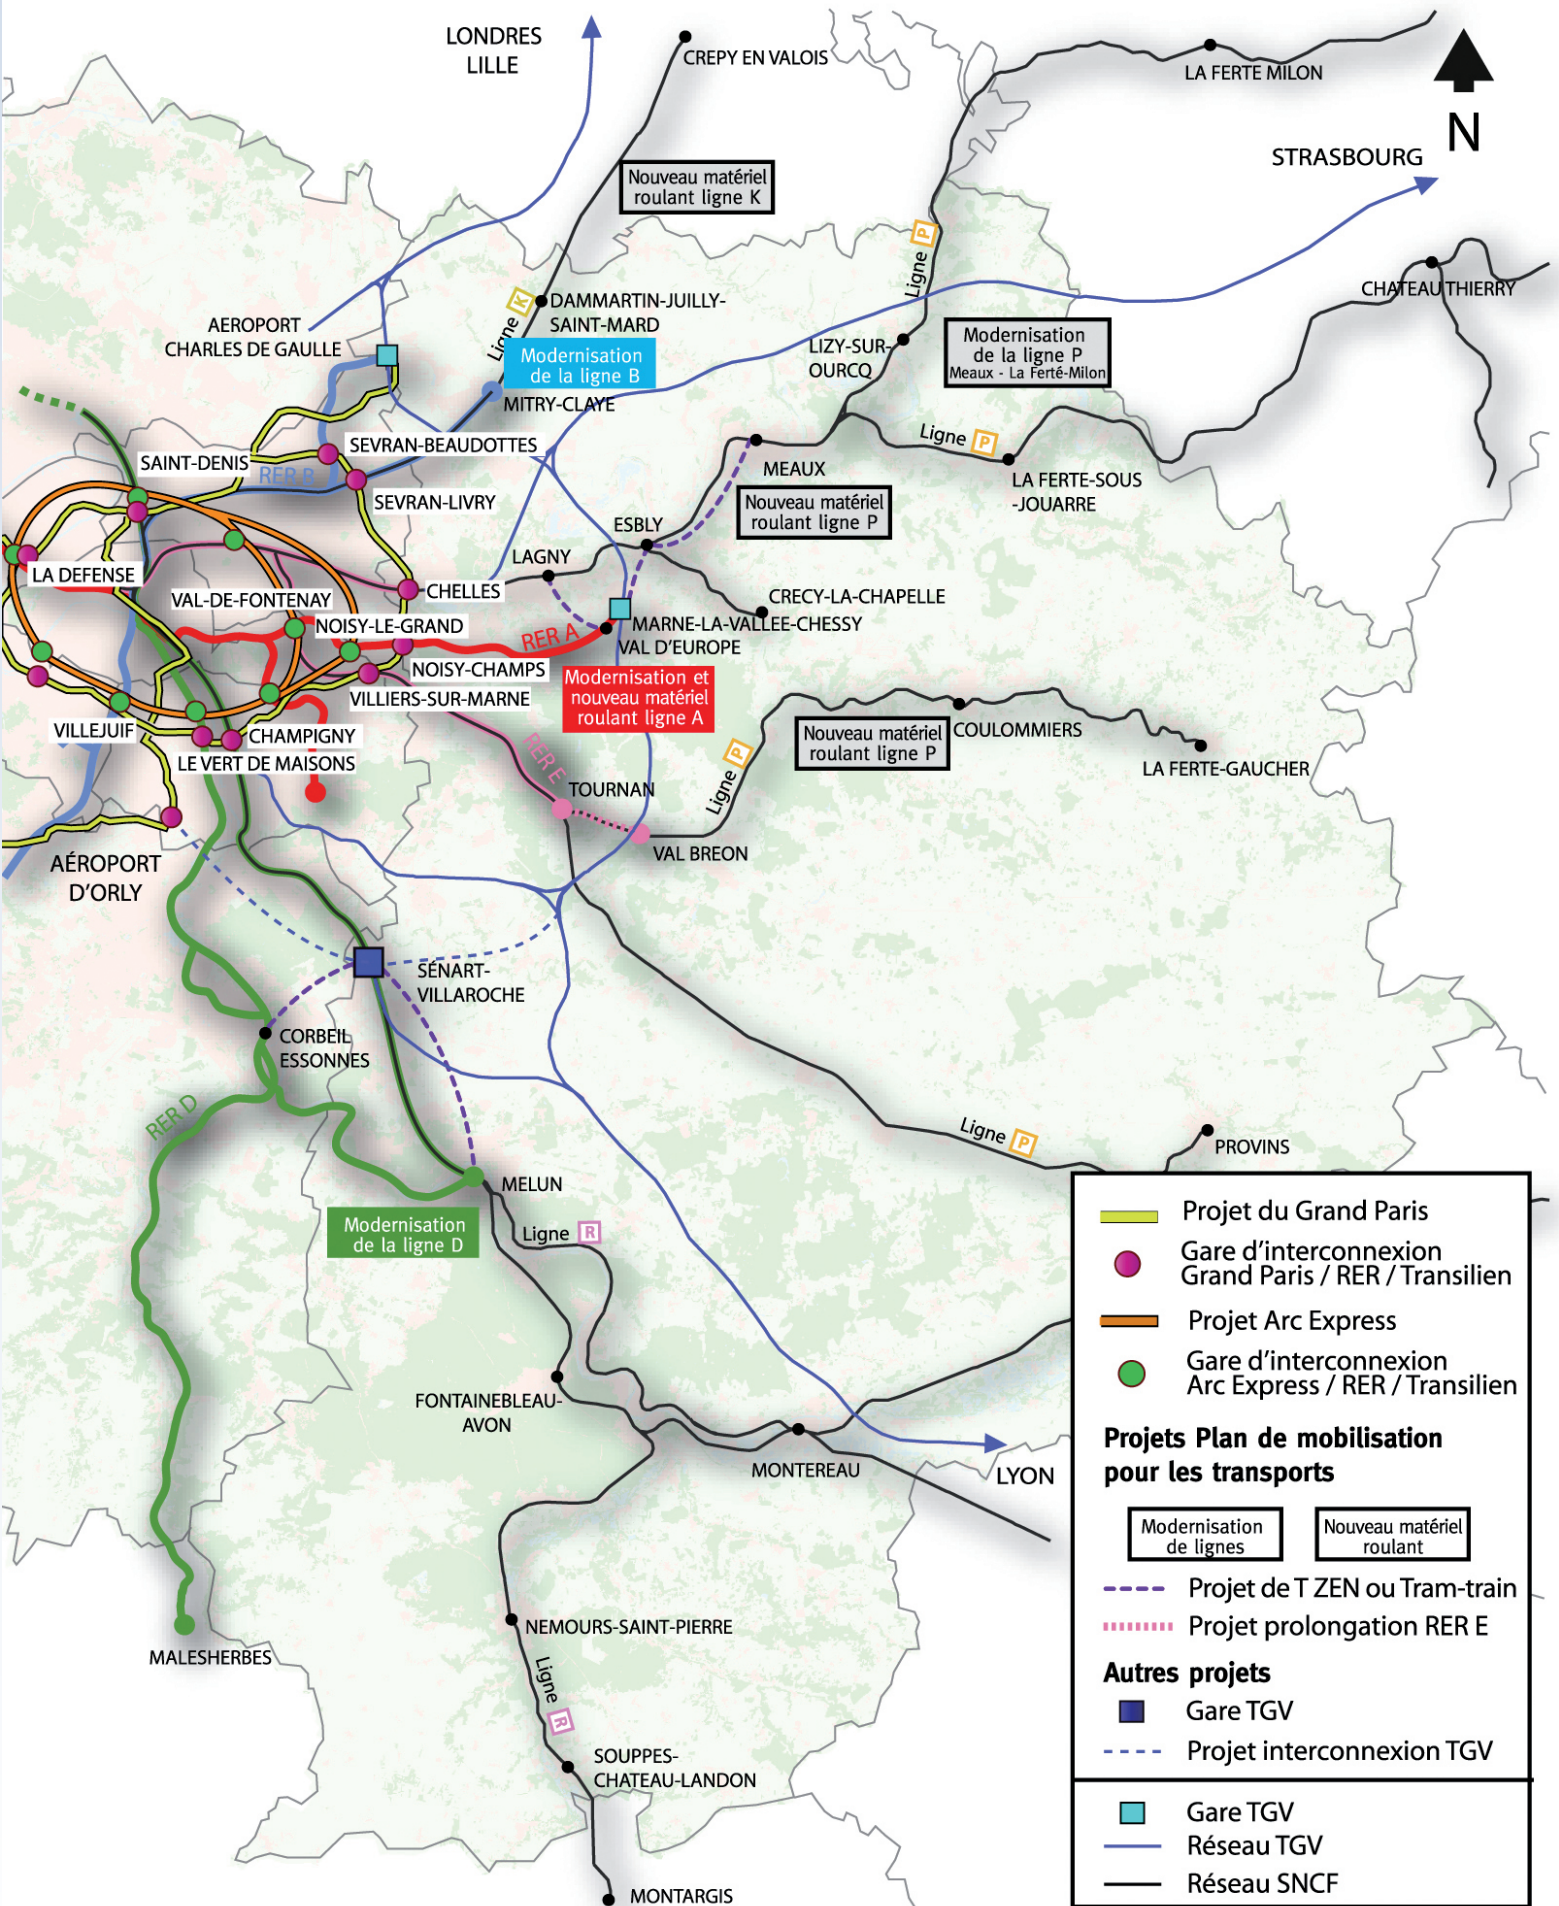 LONDRES
LILLE
CREPY EN VALOIS
LA FERTE MILON
N
STRASBOURG
Nouveau matériel
roulant ligne K
Ligne P
CHATEAU THIERRY
DAMMARTIN-JUILLY-
SAINT-MARD
Ligne K
AEROPORT
CHARLES DE GAULLE
Modernisation
de la ligne B
LIZY-SUR-
OURCQ
Modernisation
de la ligne P
Meaux - La Ferté-Milon
MITRY-CLAYE
SEVRAN-BEAUDOTTES
Ligne P
SAINT-DENIS
RER B
MEAUX
LA FERTE-SOUS
-JOUARRE
SEVRAN-LIVRY
Nouveau matériel
roulant ligne P
ESBLY
LAGNY
LA DEFENSE
CHELLES
VAL-DE-FONTENAY
CRECY-LA-CHAPELLE
NOISY-LE-GRAND
RER A
MARNE-LA-VALLEE-CHESSY
VAL D'EUROPE
NOISY-CHAMPS
VILLIERS-SUR-MARNE
Modernisation et
nouveau matériel
roulant ligne A
VILLEJUIF
CHAMPIGNY
LE VERT DE MAISONS
RER E
Nouveau matériel
roulant ligne P
COULOMMIERS
LA FERTE-GAUCHER
Ligne P
TOURNAN
VAL BREON
AÉROPORT
D'ORLY
SÉNART-
VILLAROCHE
CORBEIL
ESSONNES
RER D
Ligne P
PROVINS
MELUN
Modernisation
de la ligne D
Ligne R
FONTAINEBLEAU-
AVON
MONTEREAU
LYON
NEMOURS-SAINT-PIERRE
MALESHERBES
Ligne R
SOUPPES-
CHATEAU-LANDON
MONTARGIS
Projet du Grand Paris
Gare d'interconnexion
Grand Paris / RER / Transilien
Projet Arc Express
Gare d'interconnexion
Arc Express / RER / Transilien
Projets Plan de mobilisation
pour les transports
Modernisation
de lignes
Nouveau matériel
roulant
Projet de T ZEN ou Tram-train
Projet prolongation RER E
Autres projets
Gare TGV
Projet interconnexion TGV
Gare TGV
Réseau TGV
Réseau SNCF